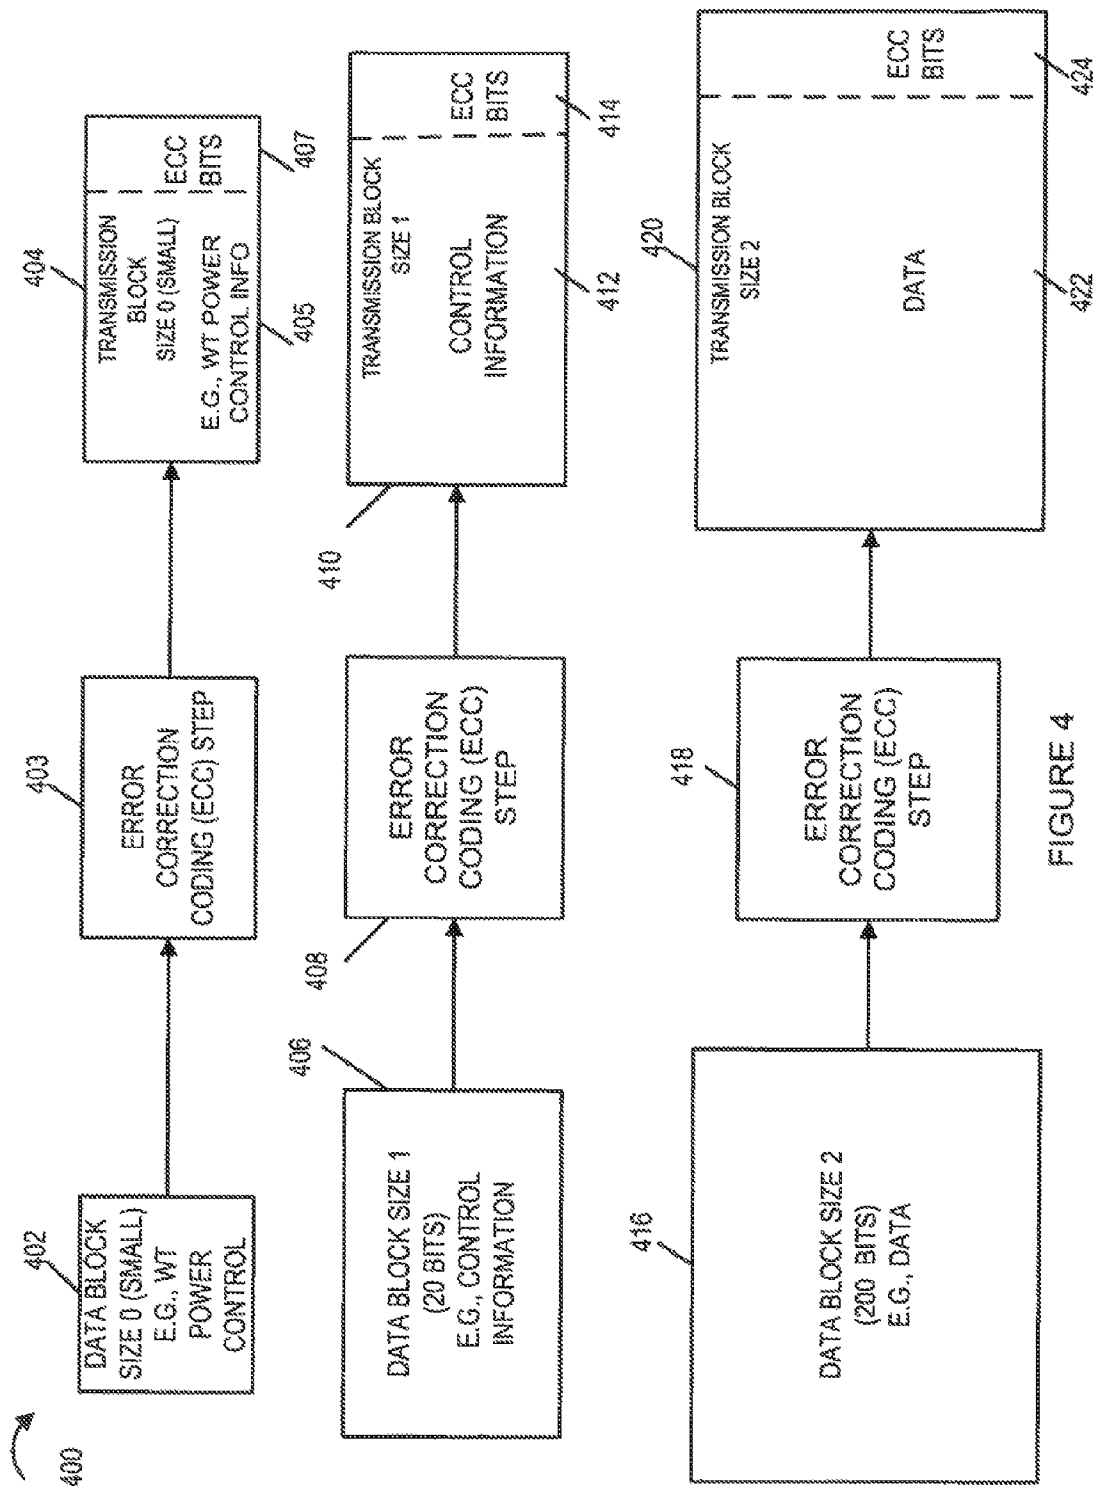 400
402
DATA BLOCK
SIZE 0 (SMALL)
E.G., WT
POWER
CONTROL
403
ERROR
CORRECTION
CODING (ECC) STEP
404
TRANSMISSION
BLOCK
SIZE 0 (SMALL)
E.G., WT POWER
CONTROL INFO
405
ECC
BITS
407
406
DATA BLOCK SIZE 1
(20 BITS)
E.G., CONTROL
INFORMATION
408
ERROR
CORRECTION
CODING (ECC)
STEP
410
TRANSMISSION BLOCK
SIZE 1
CONTROL
INFORMATION
412
ECC
BITS
414
416
DATA BLOCK SIZE 2
(200 BITS)
E.G., DATA
418
ERROR
CORRECTION
CODING (ECC)
STEP
420
TRANSMISSION BLOCK
SIZE 2
DATA
422
ECC
BITS
424
FIGURE 4